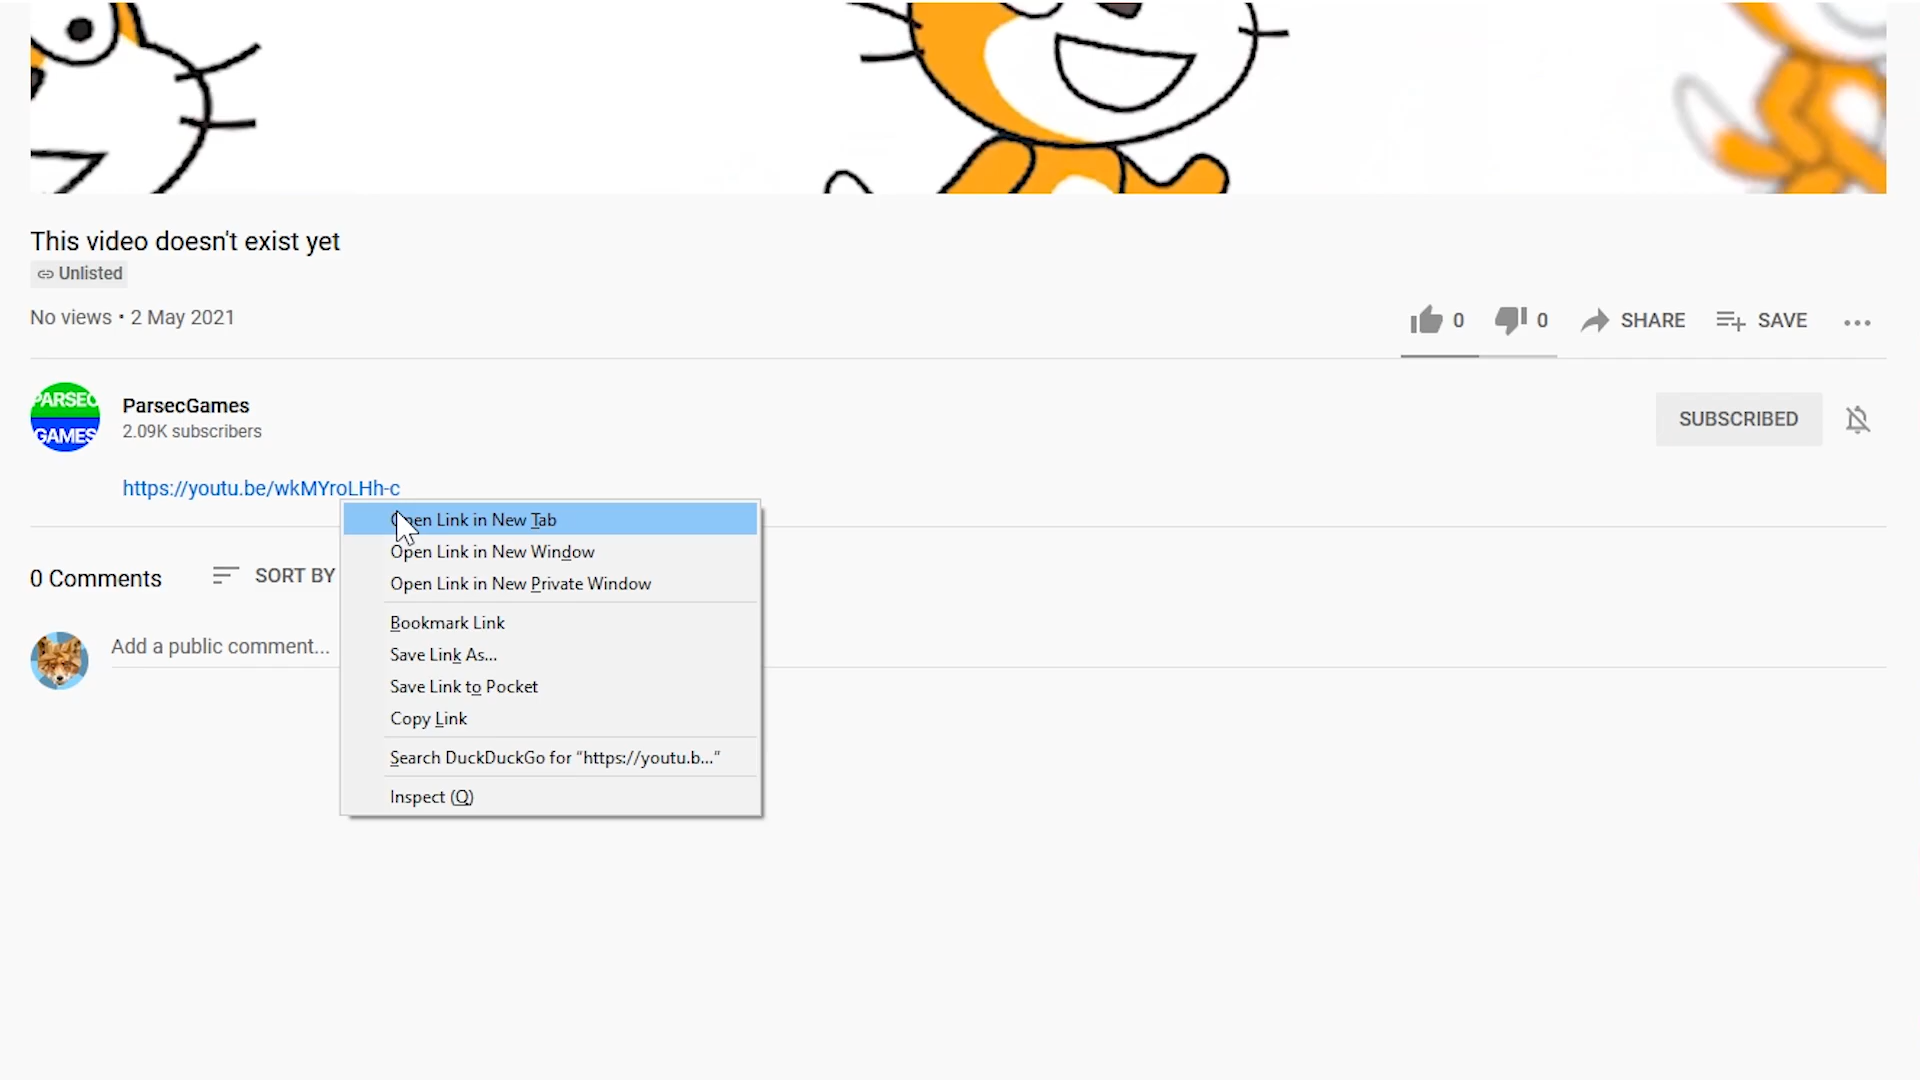 This video doesn't exist yet
Unlisted
No views • 2 May 2021
0
0
SHARE
SAVE
PARSEC
GAMES
ParsecGames
2.09K subscribers
SUBSCRIBED
https://youtu.be/wkMYroLHh-c
Open Link in New Tab
Open Link in New Window
Open Link in New Private Window
Bookmark Link
Save Link As...
Save Link to Pocket
Copy Link
Search DuckDuckGo for “https://youtu.b...”
Inspect (Q)
0 Comments
SORT BY
Add a public comment...